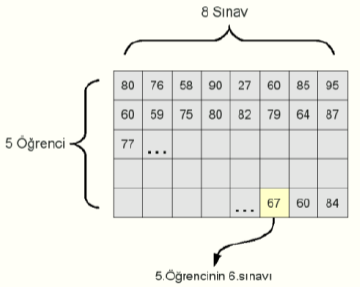 8 Sınav
80 76 58 90 27 60 85 95
60 59 75 80 82 79 64 87
5 Öğrenci
77 ...
... 67 60 84
5.Öğrencinin 6.sınavı